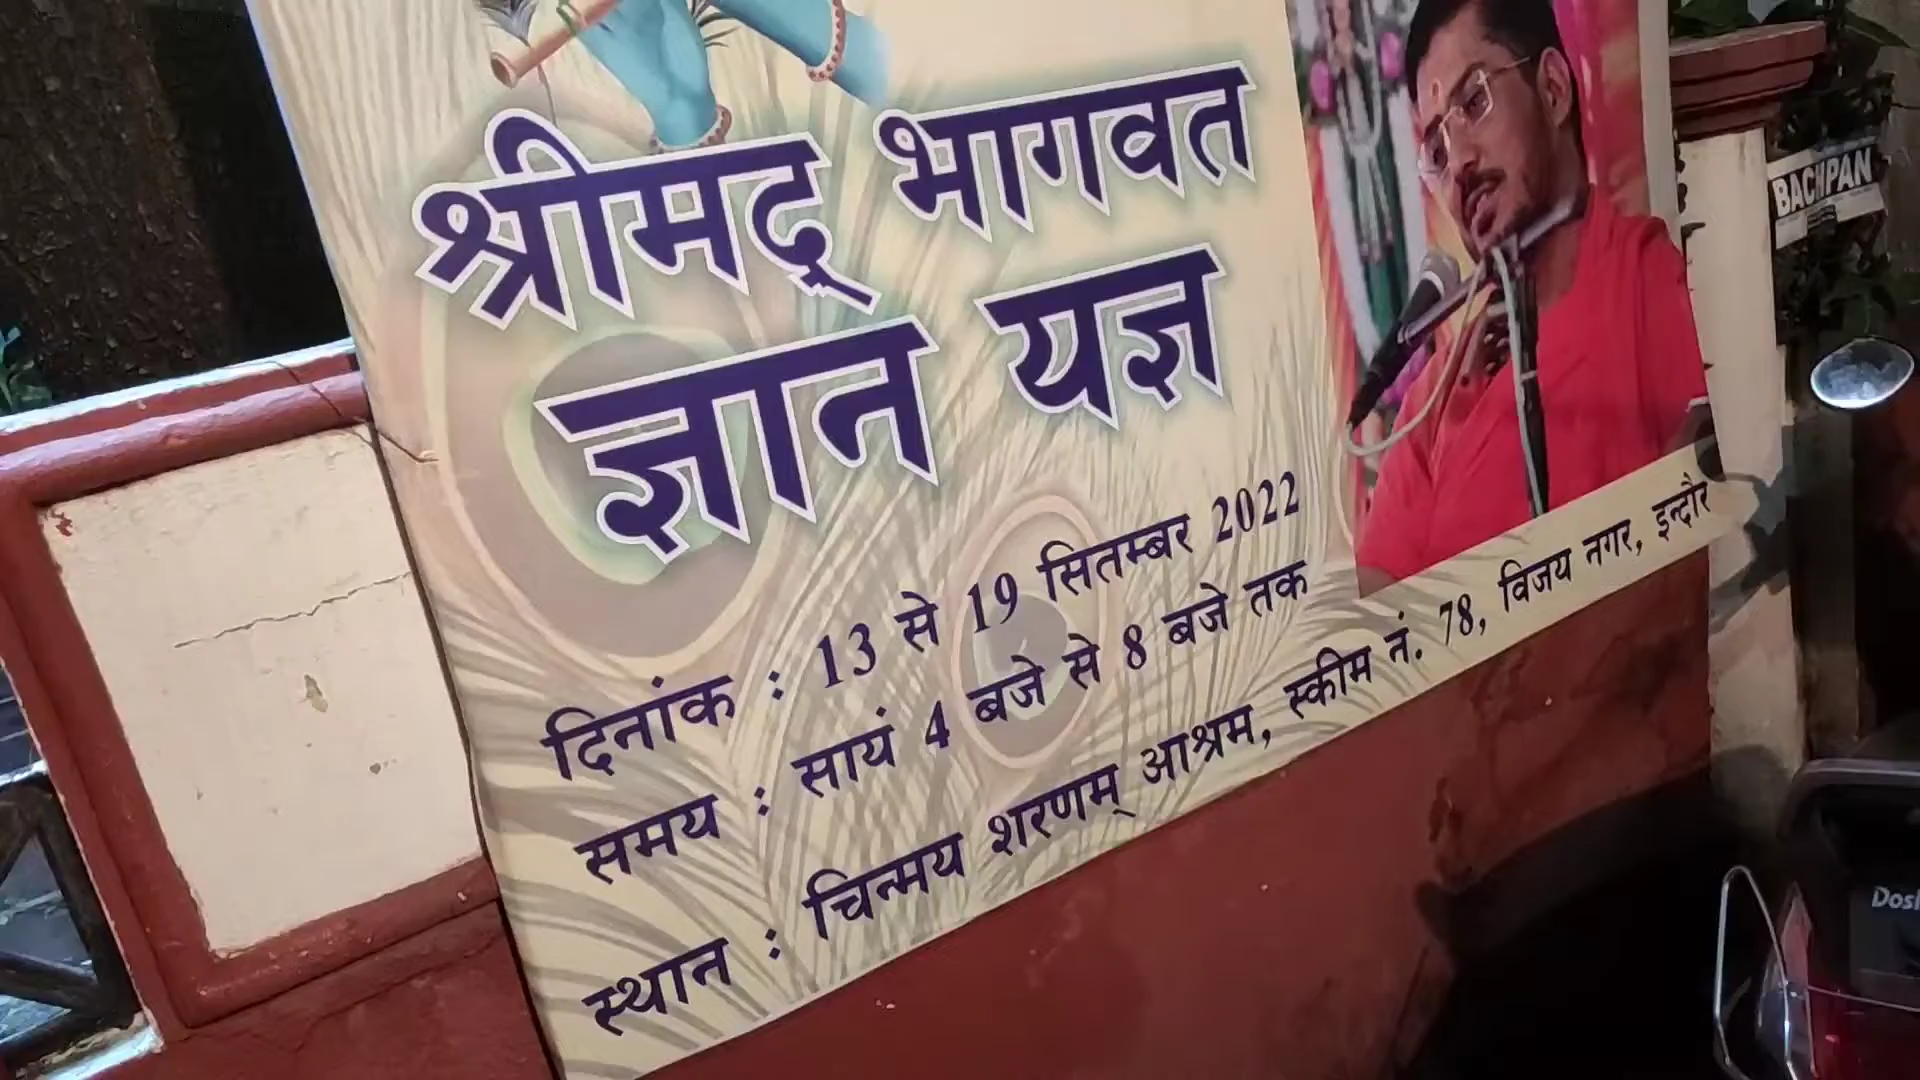 श्रीमद् भागवत
ज्ञान यज्ञ
दिनांक : 13 से 19 सितम्बर 2022
समय : सायं 4 बजे से 8 बजे तक
स्थान : चिन्मय शरणम् आश्रम, स्कीम नं. 78, विजय नगर, इन्दौर
BACHPAN